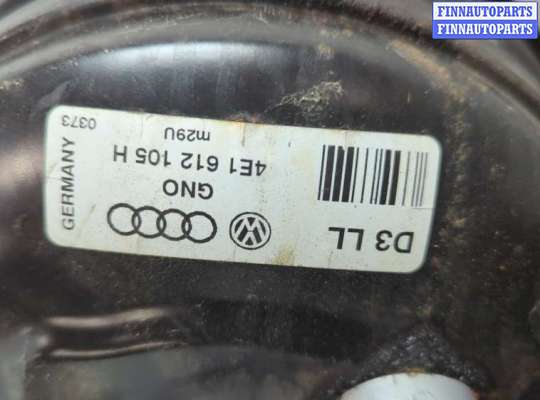 FINNAUTOPARTS
FINNAUTOPARTS
D3 LL
GNO
4E1 612 105 H
m29U
GERMANY
0373